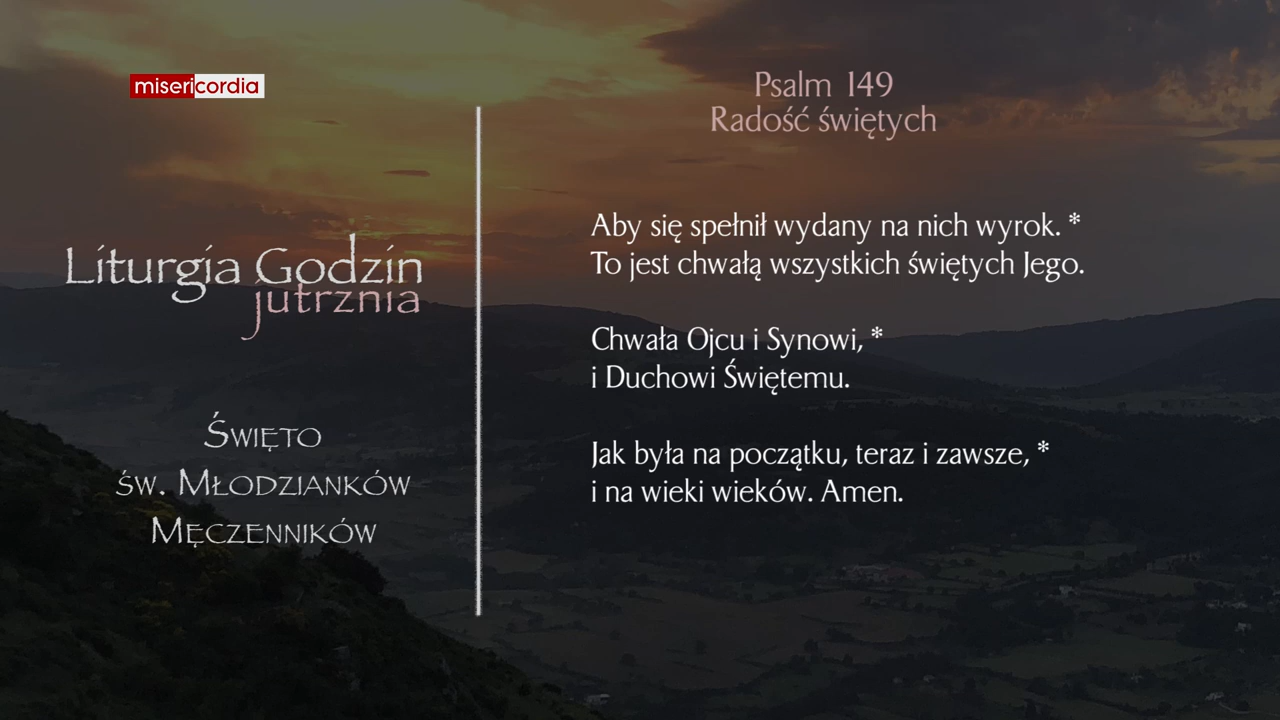 misericordia
Liturgia Godzin
jutrznia
Święto
św. Młodzianków
Męczenników
Psalm 149
Radość świętych
Aby się spełnił wydany na nich wyrok. *
To jest chwałą wszystkich świętych Jego.
Chwała Ojcu i Synowi, *
i Duchowi Świętemu.
Jak była na początku, teraz i zawsze, *
i na wieki wieków. Amen.